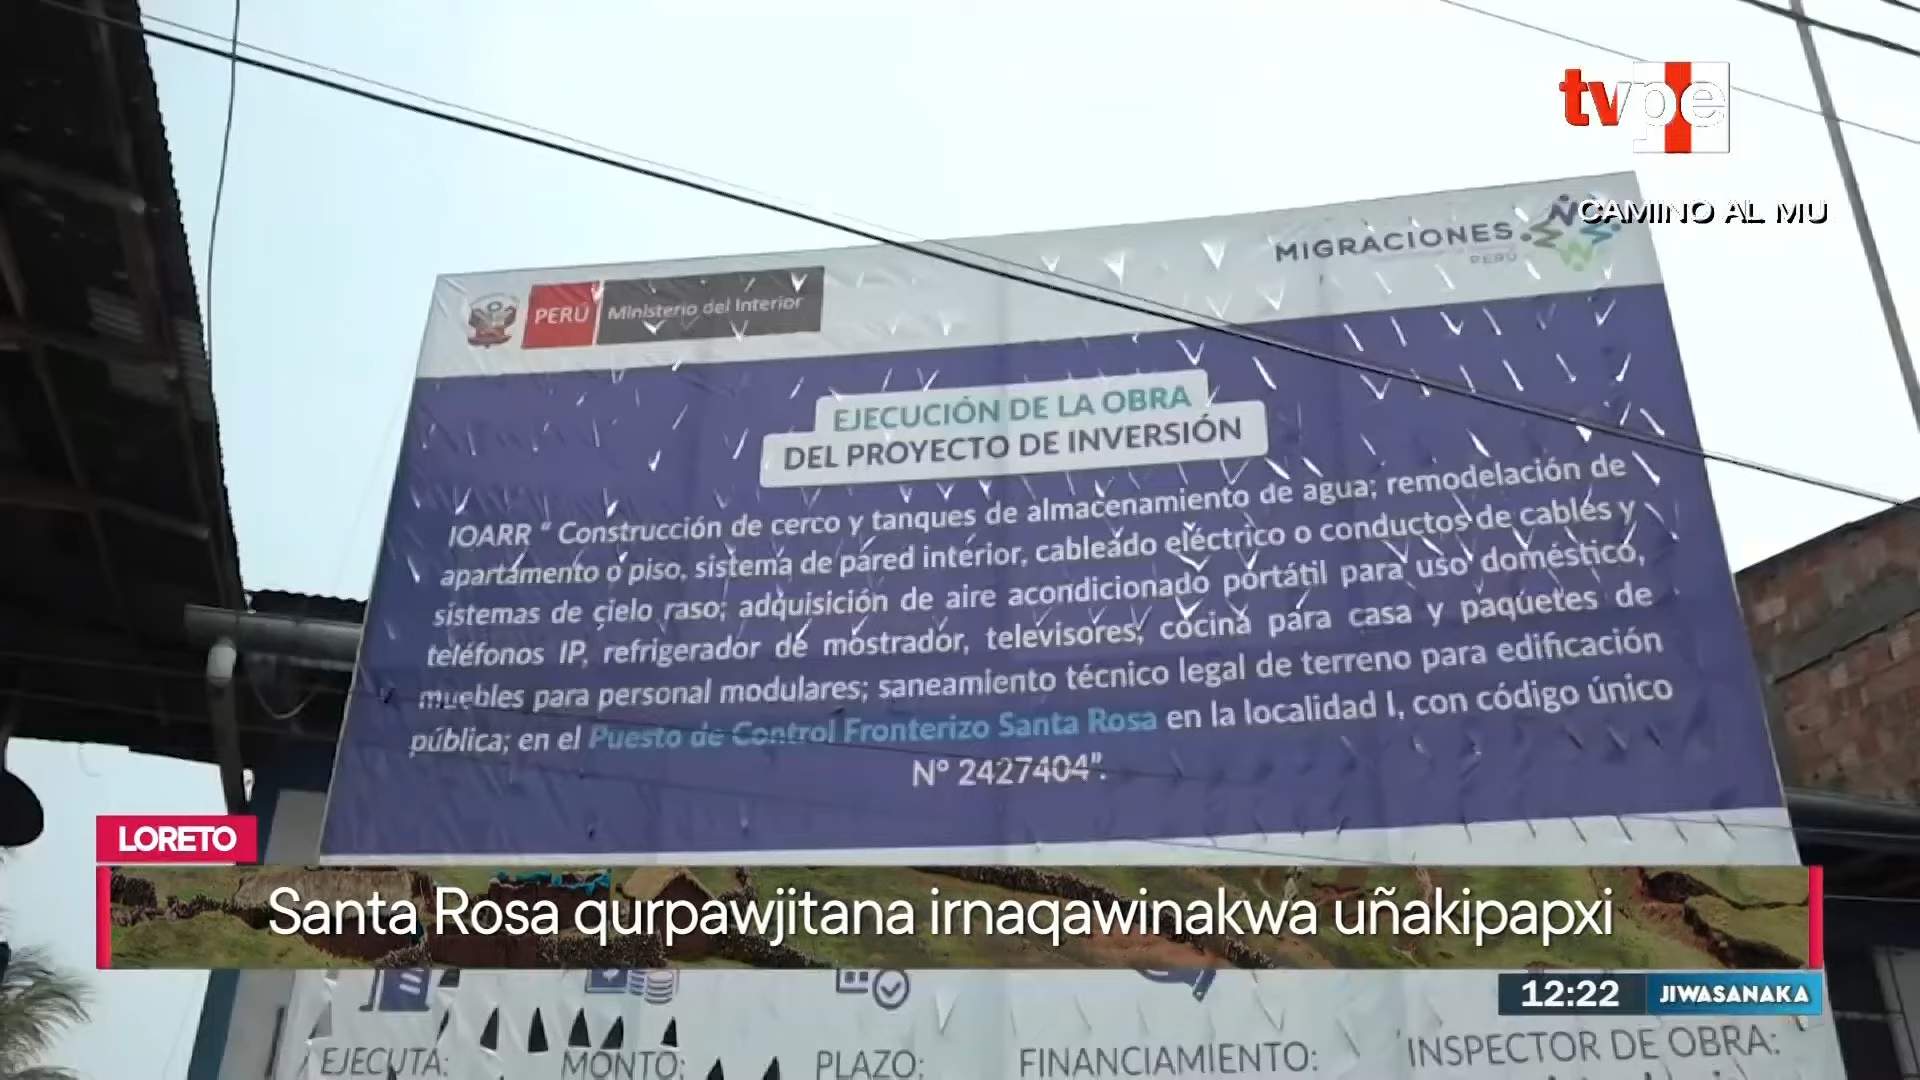 tvpe
CAMINO AL MU
MIGRACIONES
PERÚ
PERÚ Ministerio del Interior
EJECUCIÓN DE LA OBRA
DEL PROYECTO DE INVERSIÓN
IOARR “ Construcción de cerco y tanques de almacenamiento de agua; remodelación de
apartamento o piso, sistema de pared interior, cableado eléctrico o conductos de cables y
sistemas de cielo raso; adquisición de aire acondicionado portátil para uso doméstico,
teléfonos IP, refrigerador de mostrador, televisores, cocina para casa y paquetes de
muebles para personal modulares; saneamiento técnico legal de terreno para edificación
pública; en el Puesto de Control Fronterizo Santa Rosa en la localidad I, con código único
Nº 2427404”.
LORETO
Santa Rosa qurpawjitana irnaqawinakwa uñakipapxi
12:22 JIWASANAKA
EJECUTA: MONTO: PLAZO: FINANCIAMIENTO: INSPECTOR DE OBRA: